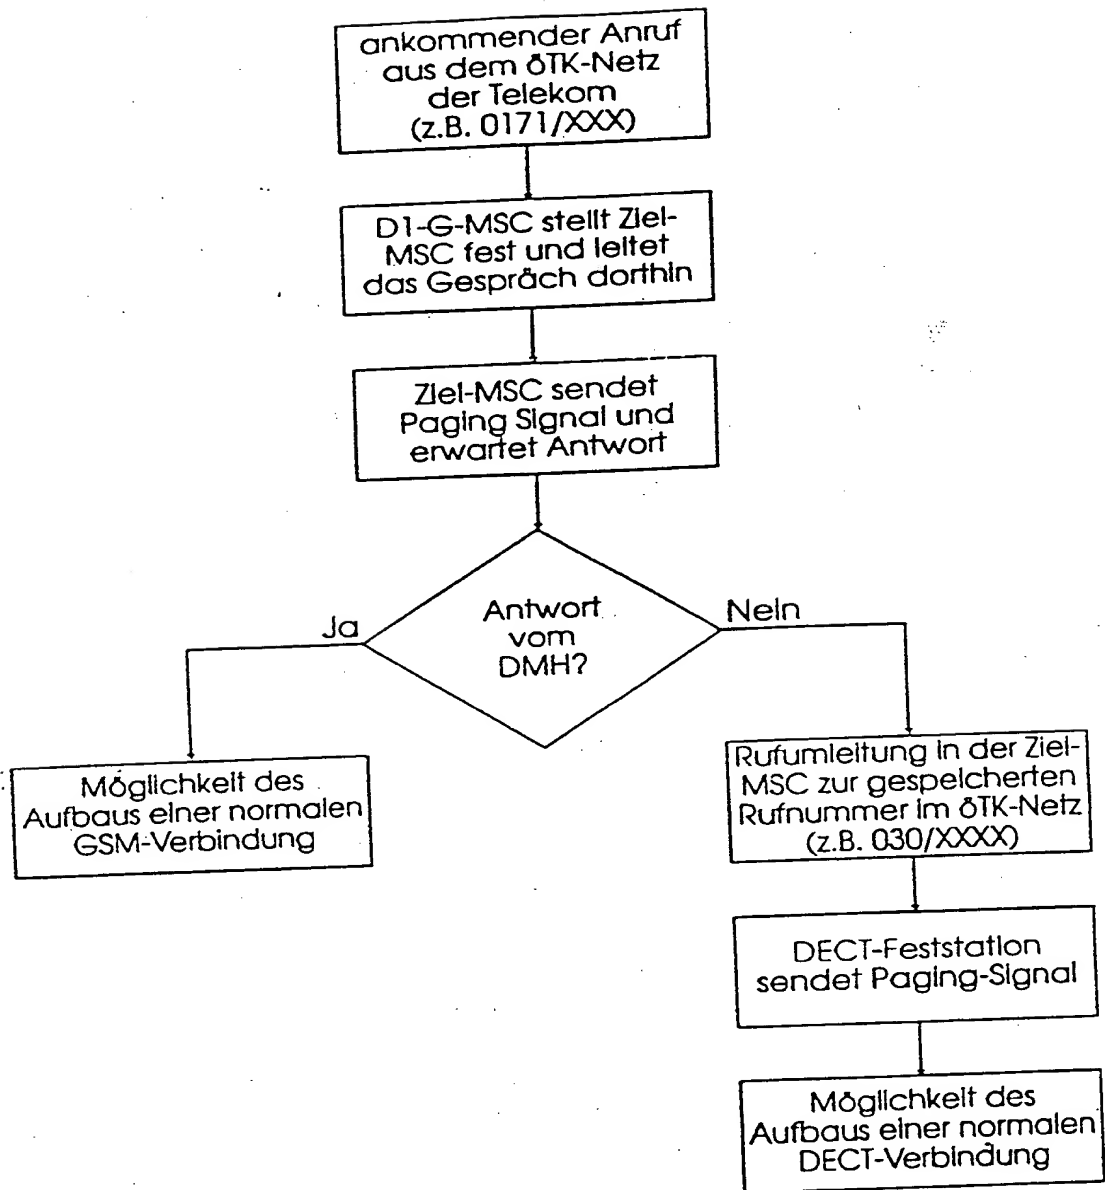 ankommender Anruf
aus dem öTK-Netz
der Telekom
(z.B. 0171/XXX)
D1-G-MSC stellt Ziel-
MSC fest und leitet
das Gespräch dorthin
Ziel-MSC sendet
Paging Signal und
erwartet Antwort
Antwort
vom
DMH?
Ja
Nein
Möglichkeit des
Aufbaus einer normalen
GSM-Verbindung
Rufumleitung in der Ziel-
MSC zur gespeicherten
Rufnummer im öTK-Netz
(z.B. 030/XXXX)
DECT-Feststation
sendet Paging-Signal
Möglichkeit des
Aufbaus einer normalen
DECT-Verbindung